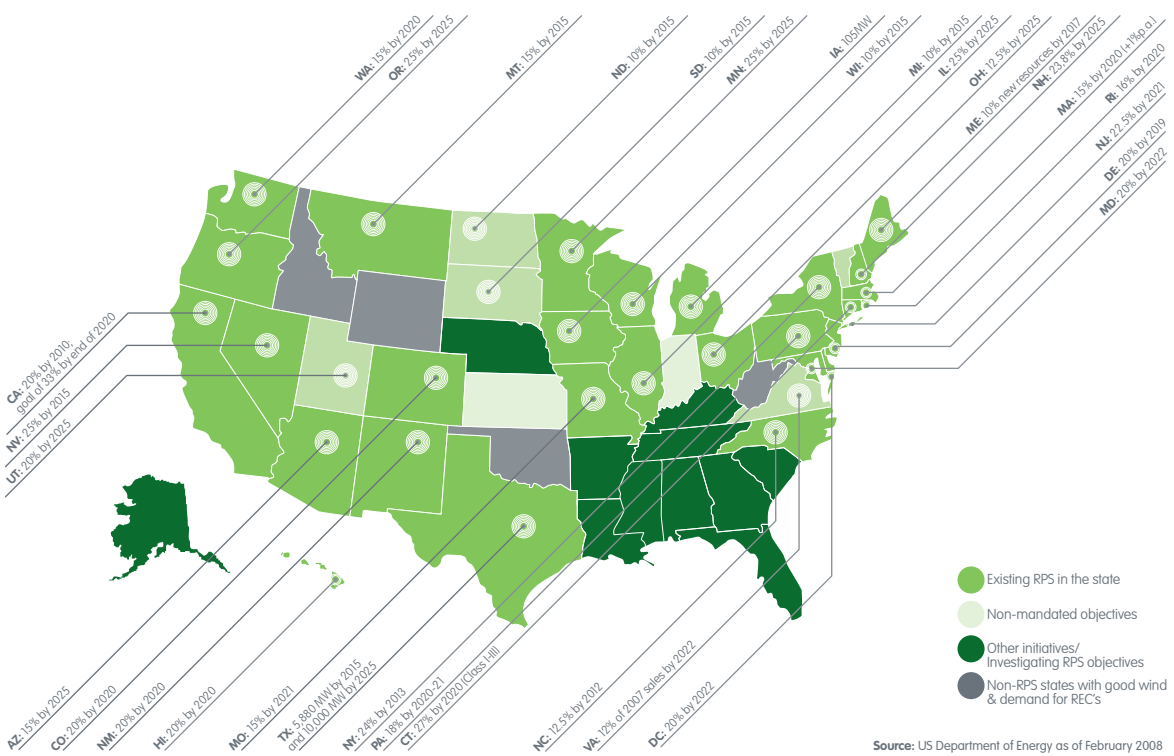 WA: 15% by 2020
OR: 25% by 2025
MT: 15% by 2015
ND: 10% by 2015
SD: 10% by 2015
MN: 25% by 2025
IA: 105MW
WI: 10% by 2015
MI: 10% by 2015
IL: 25% by 2025
OH: 12.5% by 2025
ME: 10% new resources by 2017
NH: 23.8% by 2025
MA: 15% by 2020 (+1%p.a.)
RI: 16% by 2020
NJ: 22.5% by 2021
DE: 20% by 2019
MD: 20% by 2022
CA: 20% by 2010,
goal of 33% by end of 2020
NV: 25% by 2015
UT: 20% by 2025
AZ: 15% by 2025
CO: 20% by 2020
NM: 20% by 2020
HI: 20% by 2020
MO: 15% by 2021
TX: 5,880 MW by 2015
and 10,000 MW by 2025
NY: 24% by 2013
PA: 18% by 2020-21
CT: 27% by 2020 (Class I-III)
NC: 12.5% by 2012
VA: 12% of 2007 sales by 2022
DC: 20% by 2022
Existing RPS in the state
Non-mandated objectives
Other initiatives/
Investigating RPS objectives
Non-RPS states with good wind
& demand for REC's
Source: US Department of Energy as of February 2008